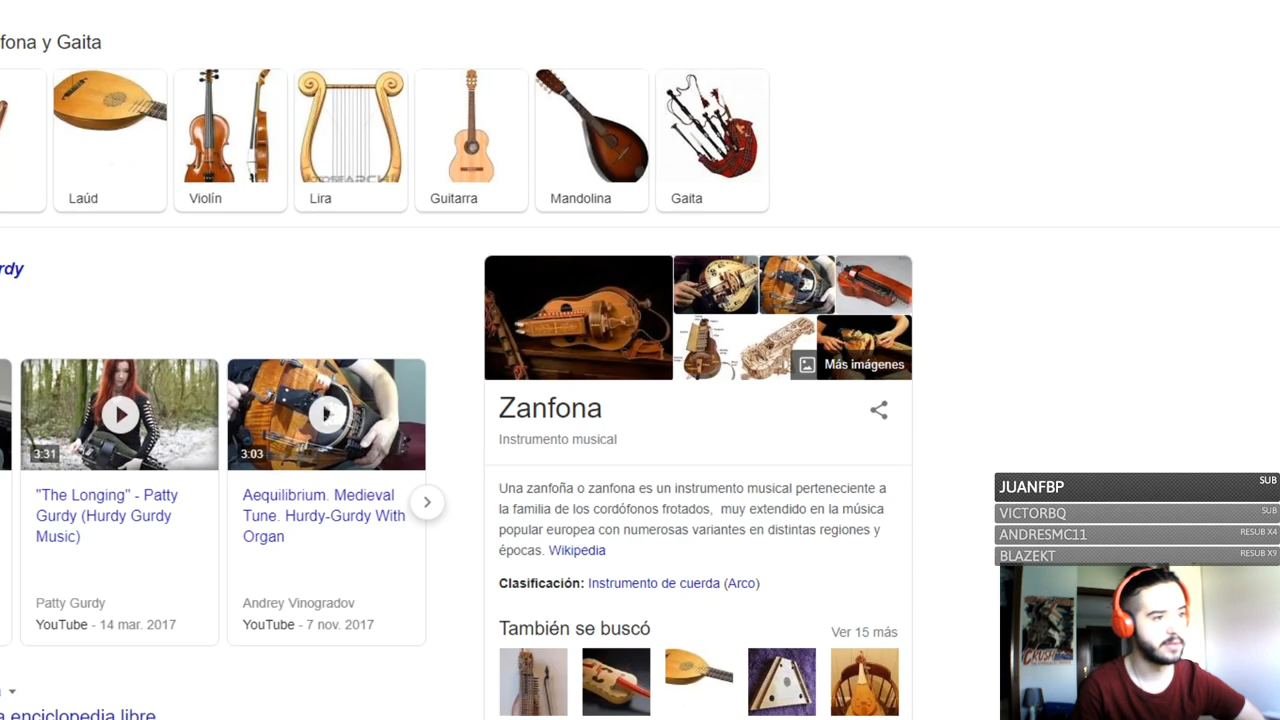 fona y Gaita
Laúd
Violín
Lira
Guitarra
Mandolina
Gaita
rdy
3:31
3:03
"The Longing" - Patty
Gurdy (Hurdy Gurdy
Music)
Patty Gurdy
YouTube - 14 mar. 2017
Aequilibrium. Medieval
Tune. Hurdy-Gurdy With
Organ
Andrey Vinogradov
YouTube - 7 nov. 2017
a enciclopedia libre
Más imágenes
Zanfona
Instrumento musical
Una zanfoña o zanfona es un instrumento musical perteneciente a
la familia de los cordófonos frotados, muy extendido en la música
popular europea con numerosas variantes en distintas regiones y
épocas. Wikipedia
Clasificación: Instrumento de cuerda (Arco)
También se buscó
Ver 15 más
JUANFBP SUB
VICTORBQ SUB
ANDRESMC11 RESUB X4
BLAZEKT RESUB X9
CRUSH